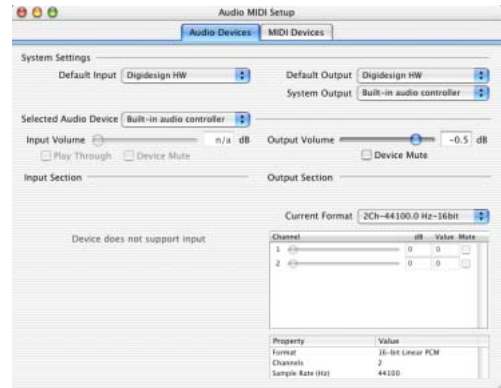 Audio MIDI Setup
Audio Devices MIDI Devices
System Settings
Default Input Digidesign HW Default Output Digidesign HW
System Output Built-in audio controller
Selected Audio Device Built-in audio controller
Input Volume n/a dB Output Volume -0.5 dB
Play Through Device Mute Device Mute
Input Section Output Section
Current Format 2Ch-44100.0 Hz-16bit
Device does not support input
Channel dB Value Mute
1 0 0
2 0 0
Property Value
Format 16-bit Linear PCM
Channels 2
Sample Rate (Hz) 44100